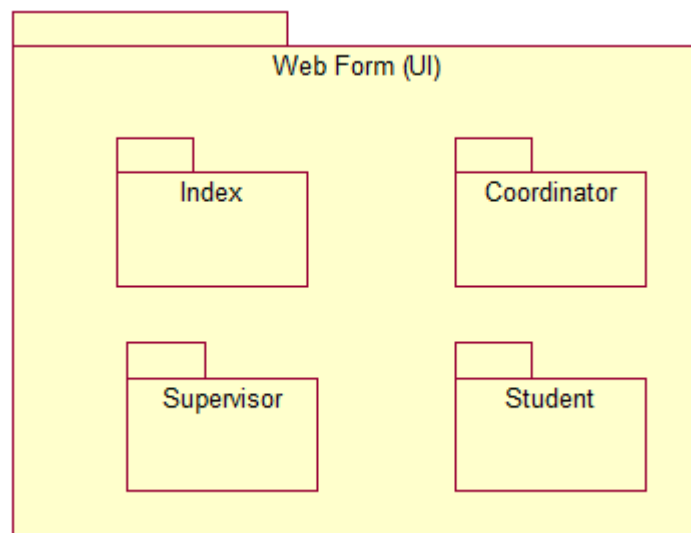 Web Form (UI)
Index
Coordinator
Supervisor
Student